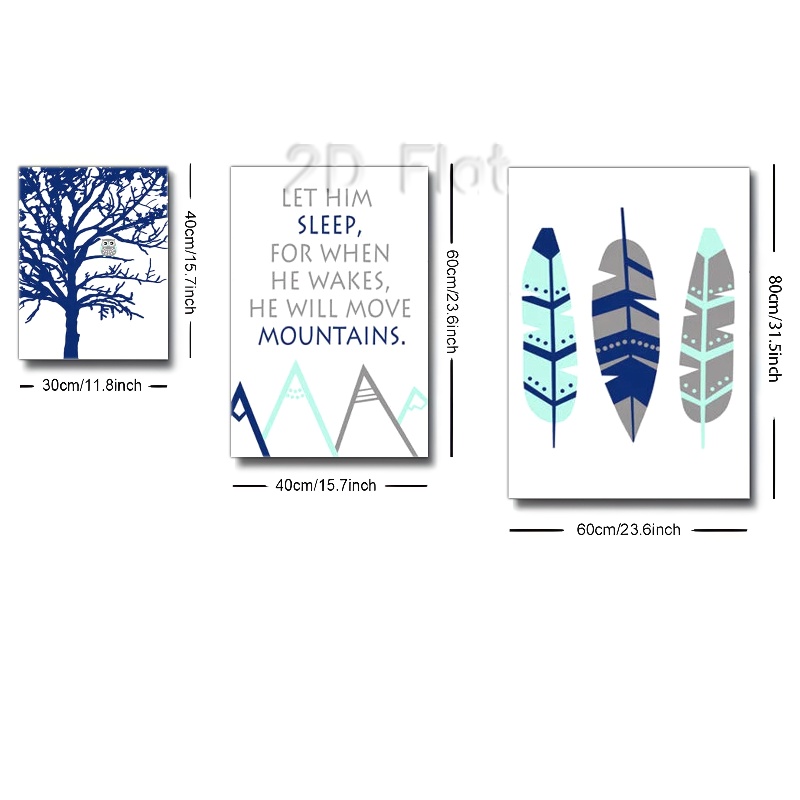 2D Flat
LET HIM
SLEEP,
FOR WHEN
HE WAKES,
HE WILL MOVE
MOUNTAINS.
40cm/15.7inch
30cm/11.8inch
60cm/23.6inch
40cm/15.7inch
80cm/31.5inch
60cm/23.6inch